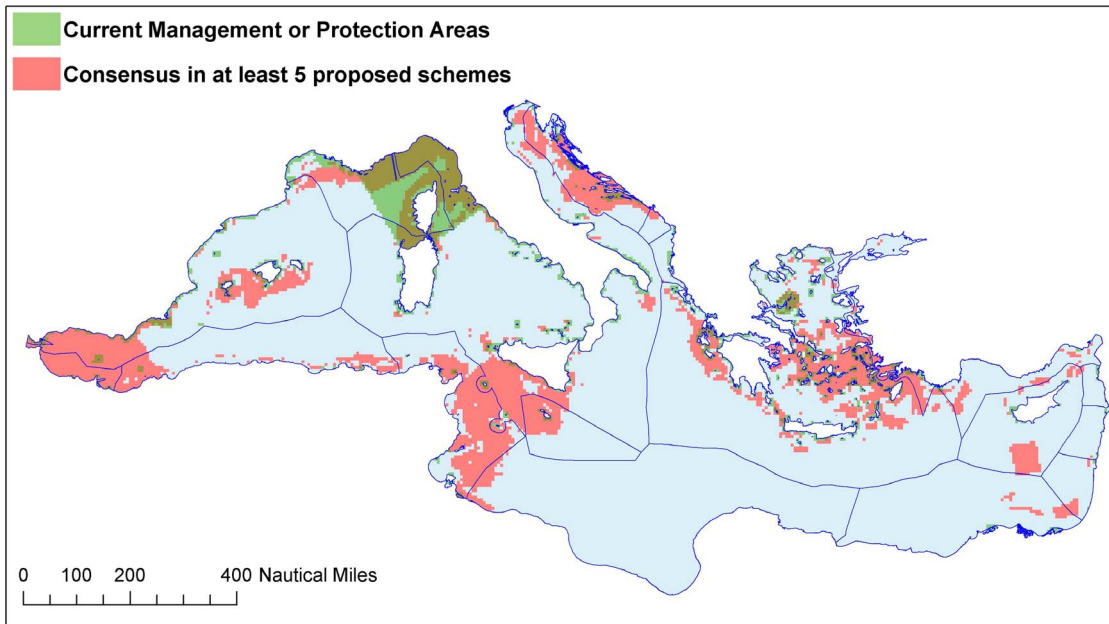 Current Management or Protection Areas
Consensus in at least 5 proposed schemes
0 100 200 400 Nautical Miles